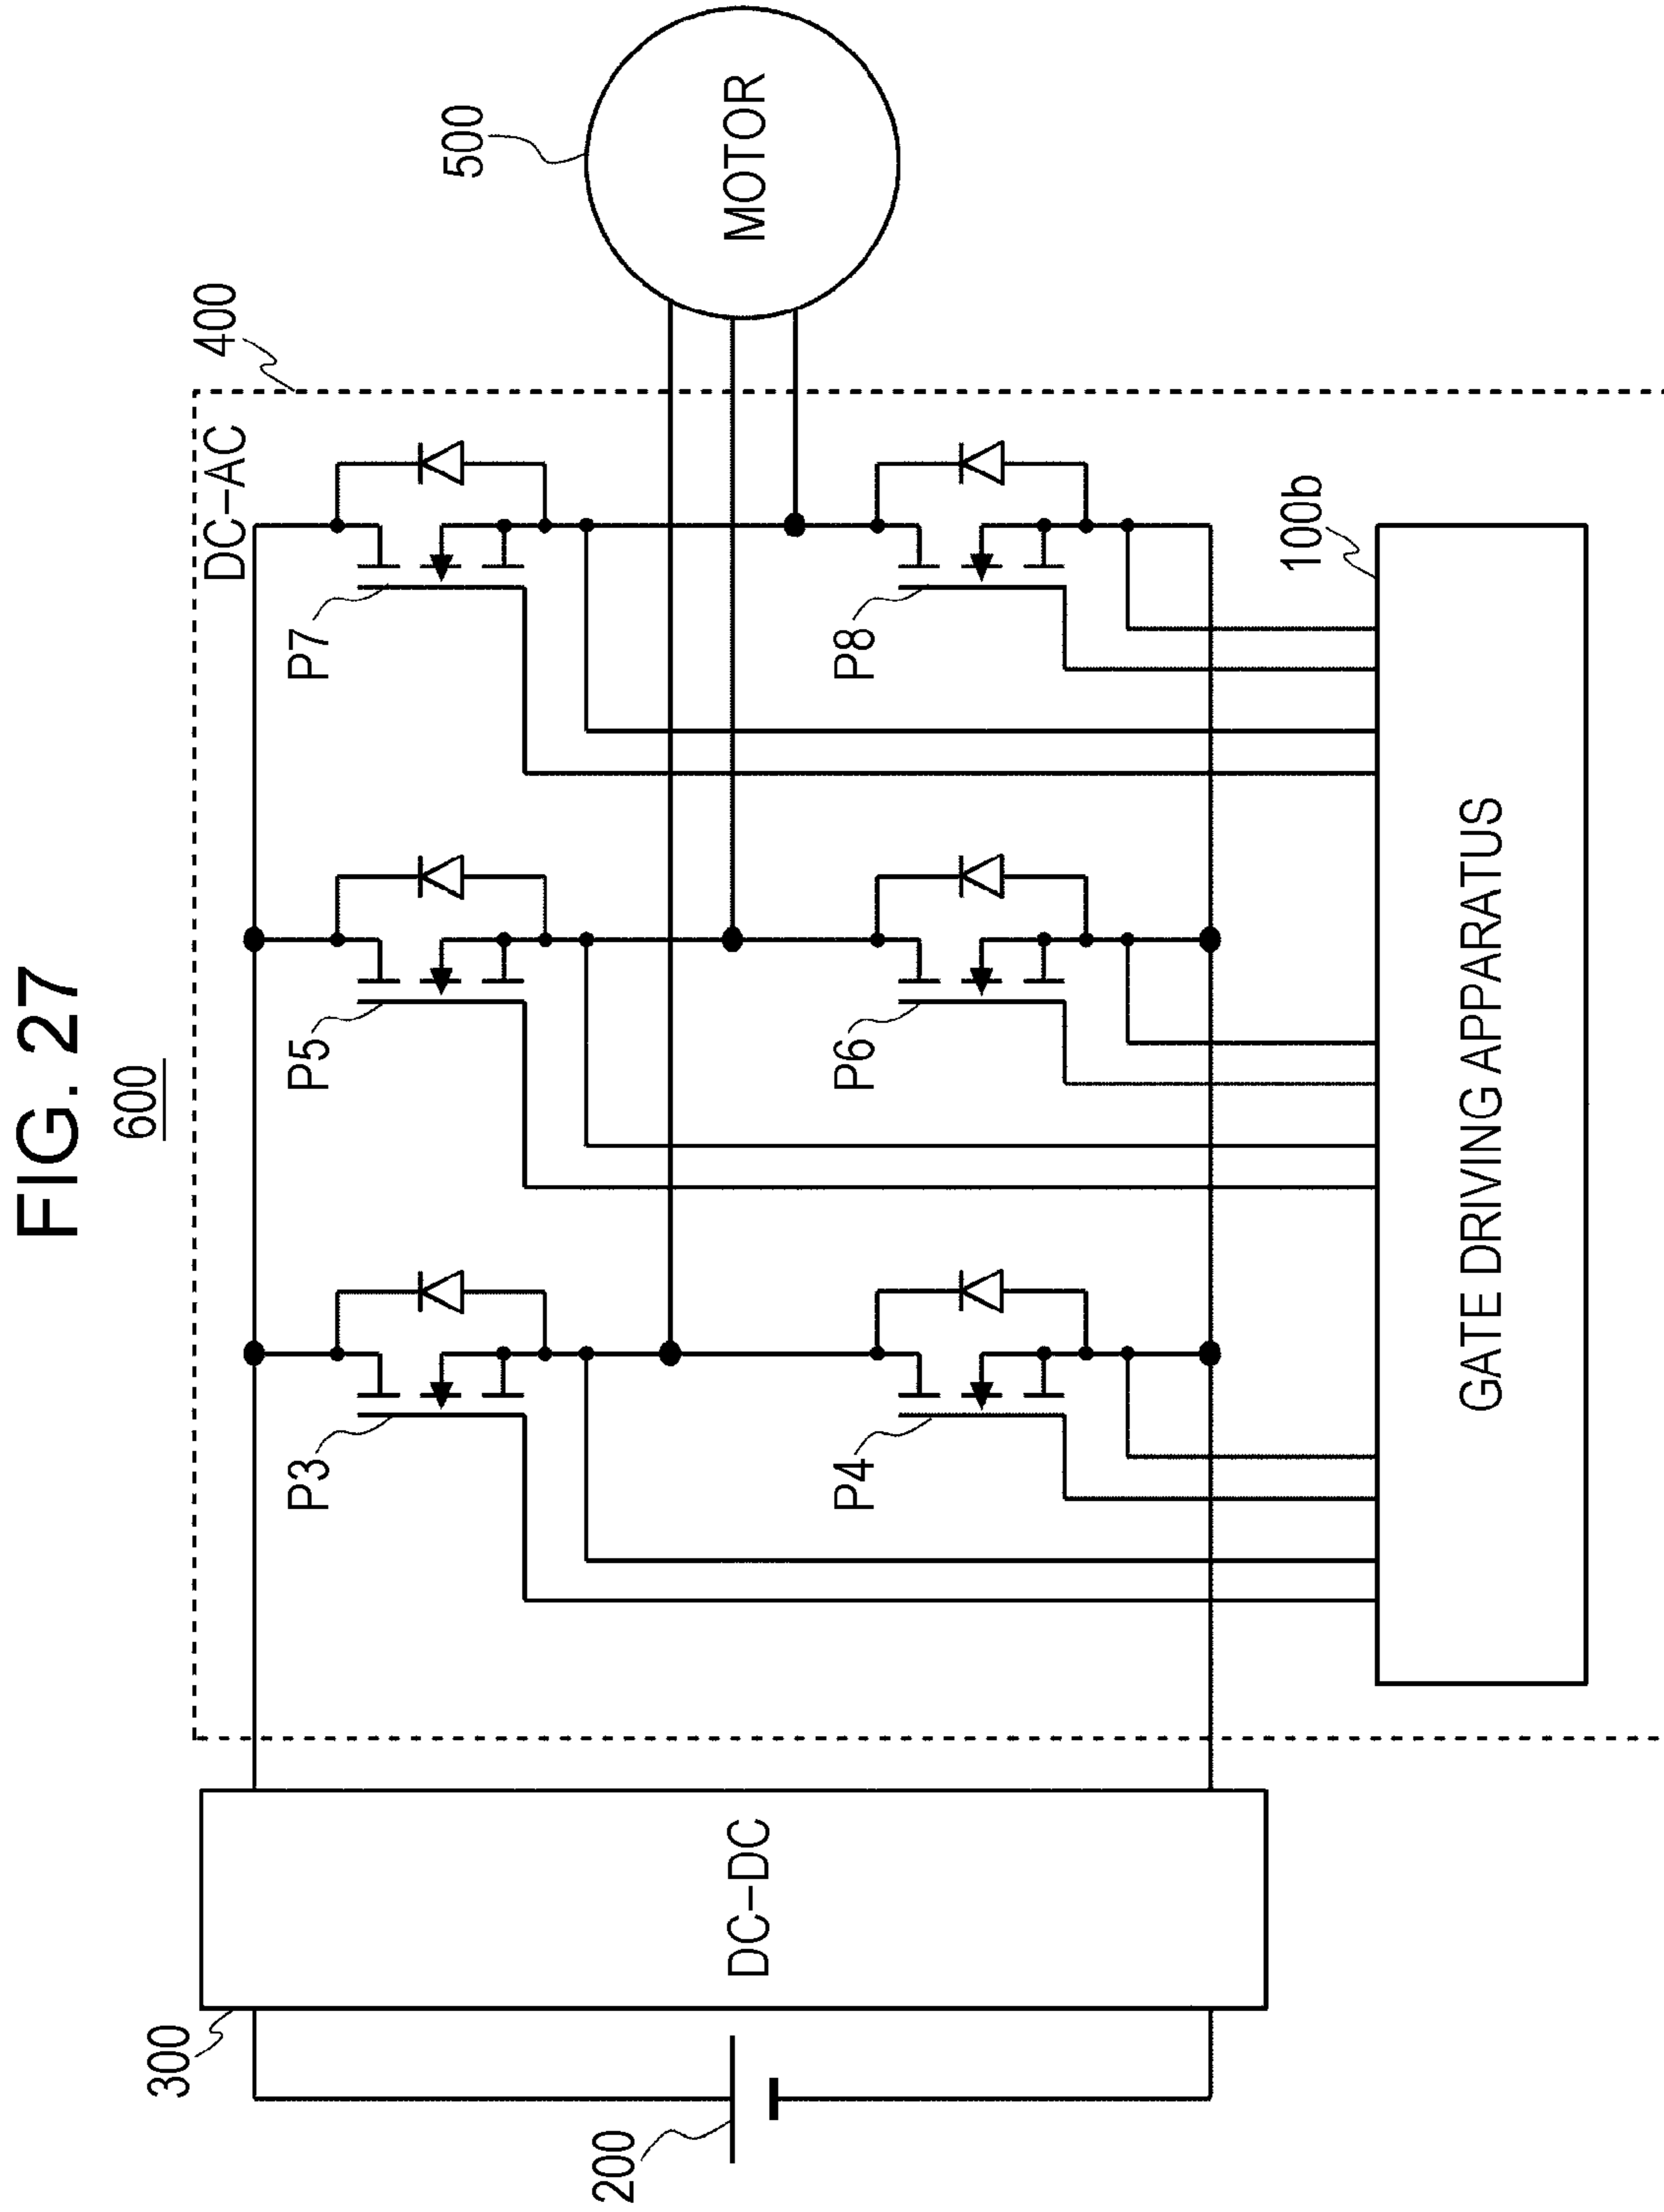 FIG. 27
600
400
DC-AC
300
500
P3
P5
P7
200
DC-DC
MOTOR
P4
P6
P8
100b
GATE DRIVING APPARATUS